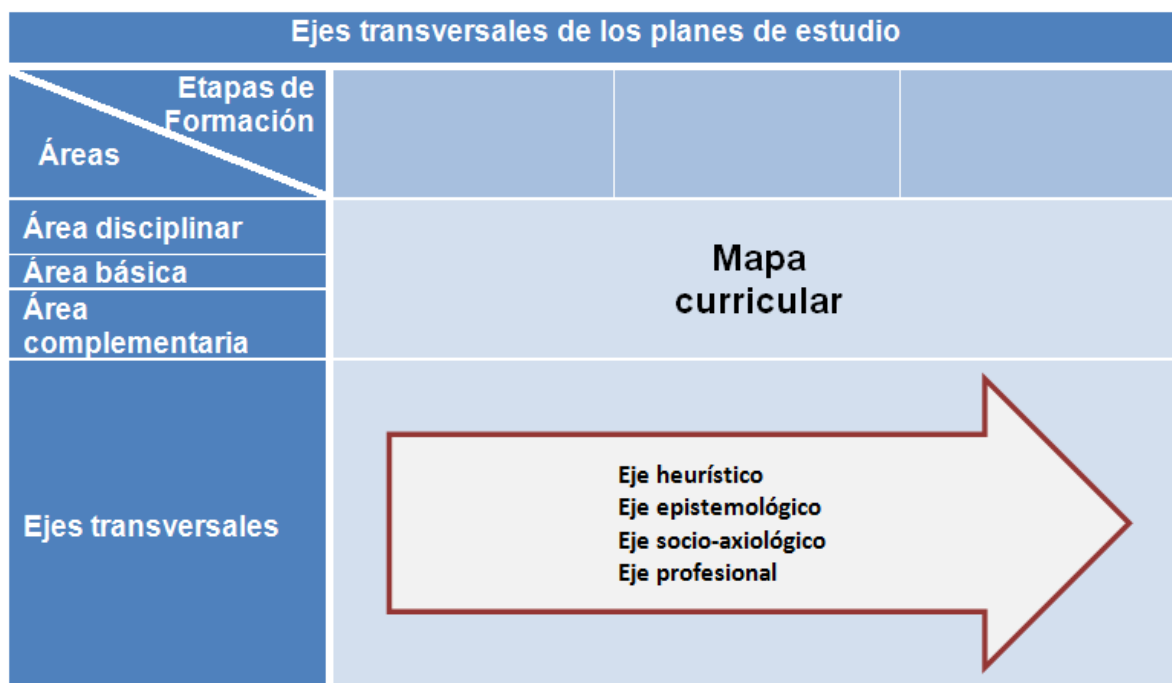 Ejes transversales de los planes de estudio
Etapas de
Formación
Áreas
Área disciplinar
Área básica
Área
complementaria
Mapa
curricular
Ejes transversales
Eje heurístico
Eje epistemológico
Eje socio-axiológico
Eje profesional